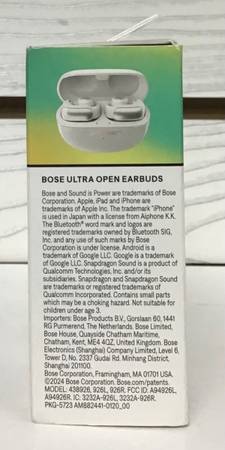 BOSE ULTRA OPEN EARBUDS
Bose and Sound is Power are trademarks of Bose
Corporation. Apple, iPad and iPhone are
trademarks of Apple Inc. The trademark "iPhone"
is used in Japan with a license from Aiphone K.K.
The Bluetooth® word mark and logos are
registered trademarks owned by Bluetooth SIG,
Inc. and any use of such marks by Bose
Corporation is under license. Android is a
trademark of Google LLC. Google is a trademark
of Google LLC. Snapdragon Sound is a product of
Qualcomm Technologies, Inc. and/or its
subsidiaries. Snapdragon and Snapdragon Sound
are trademarks or registered trademarks of
Qualcomm Incorporated. Contains small parts
which may be a choking hazard. Not suitable for
children under age 3.
Importers: Bose Products B.V., Gorslaan 60, 1441
RG Purmerend, The Netherlands. Bose Limited,
Bose House, Quayside Chatham Maritime,
Chatham, Kent, ME4 4QZ, United Kingdom. Bose
Electronics (Shanghai) Company Limited, Level 6,
Tower D, No. 2337 Gudai Rd. Minhang District,
Shanghai 201100.
Bose Corporation, Framingham, MA 01701 USA.
©2024 Bose Corporation. Bose.com/patents.
MODEL: 438926, 926L, 926R. FCC ID: A94926L,
A94926R. IC: 3232A-926L, 3232A-926R.
PKG-5723 AM882441-0120_00